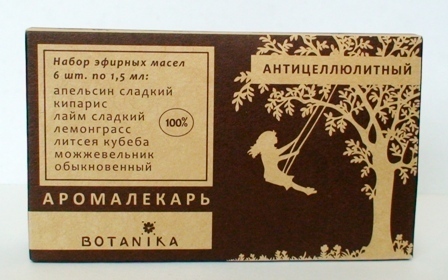 Набор эфирных масел
6 шт. по 1,5 мл:
апельсин сладкий
кипарис
лайм сладкий
лемонграсс
литсея кубеба
можжевельник
обыкновенный
100%
АРОМАЛЕКАРЬ
BOTANIKA
АНТИЦЕЛЛЮЛИТНЫЙ